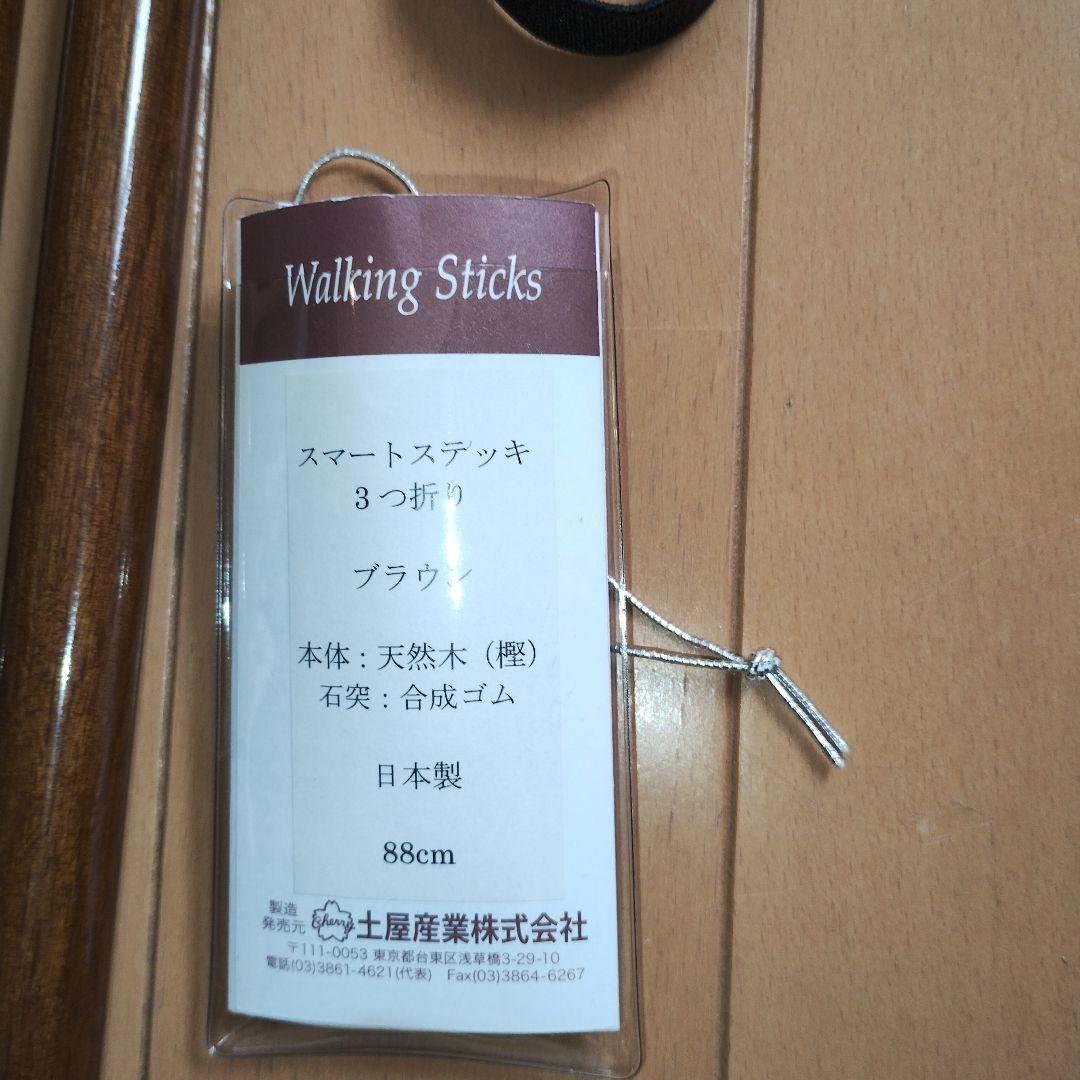 Walking Sticks
スマートステッキ
3つ折り
ブラウン
本体：天然木（樫）
石突：合成ゴム
日本製
88cm
製造
発売元 Cherry 土屋産業株式会社
〒111-0053 東京都台東区浅草橋3-29-10
電話(03)3861-4621(代表) Fax(03)3864-6267